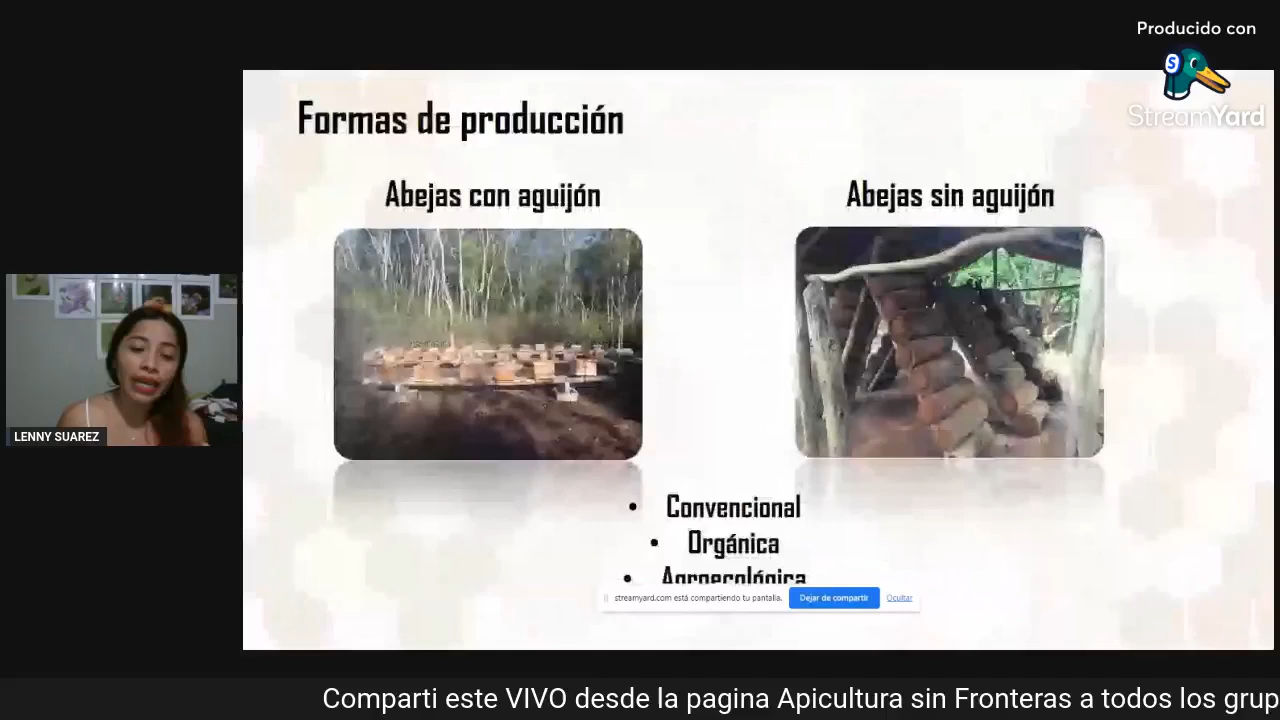 Producido con
StreamYard
Formas de producción
Abejas con aguijón
Abejas sin aguijón
LENNY SUAREZ
• Convencional
• Orgánica
• Agroecológica
streamyard.com está compartiendo tu pantalla.
Dejar de compartir
Ocultar
Comparti este VIVO desde la pagina Apicultura sin Fronteras a todos los grup